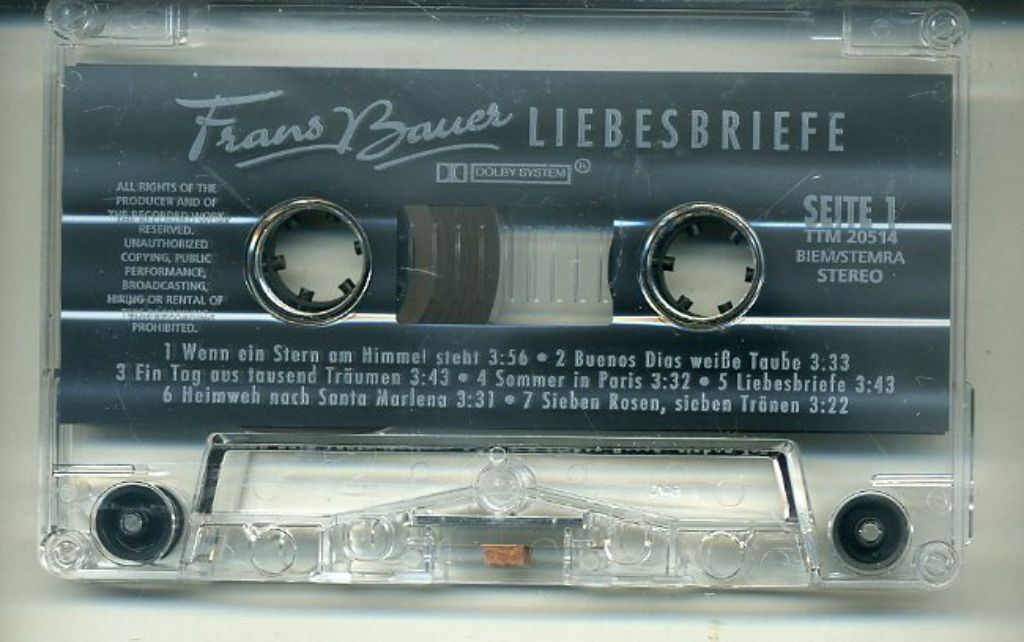 Frans Bauer LIEBESBRIEFE
DOLBY SYSTEM ®
ALL RIGHTS OF THE
PRODUCER AND OF
THE RECORDED WORK
RESERVED.
UNAUTHORIZED
COPYING, PUBLIC
PERFORMANCE,
BROADCASTING,
HIRING OR RENTAL OF
THIS RECORDING
PROHIBITED.
SEITE 1
TTM 20514
BIEM/STEMRA
STEREO
1 Wenn ein Stern am Himmel steht 3:56 • 2 Buenos Dias weiße Taube 3:33
3 Ein Tag aus tausend Träumen 3:43 • 4 Sommer in Paris 3:32 • 5 Liebesbriefe 3:43
6 Heimweh nach Santa Marlena 3:31 • 7 Sieben Rosen, sieben Tränen 3:22